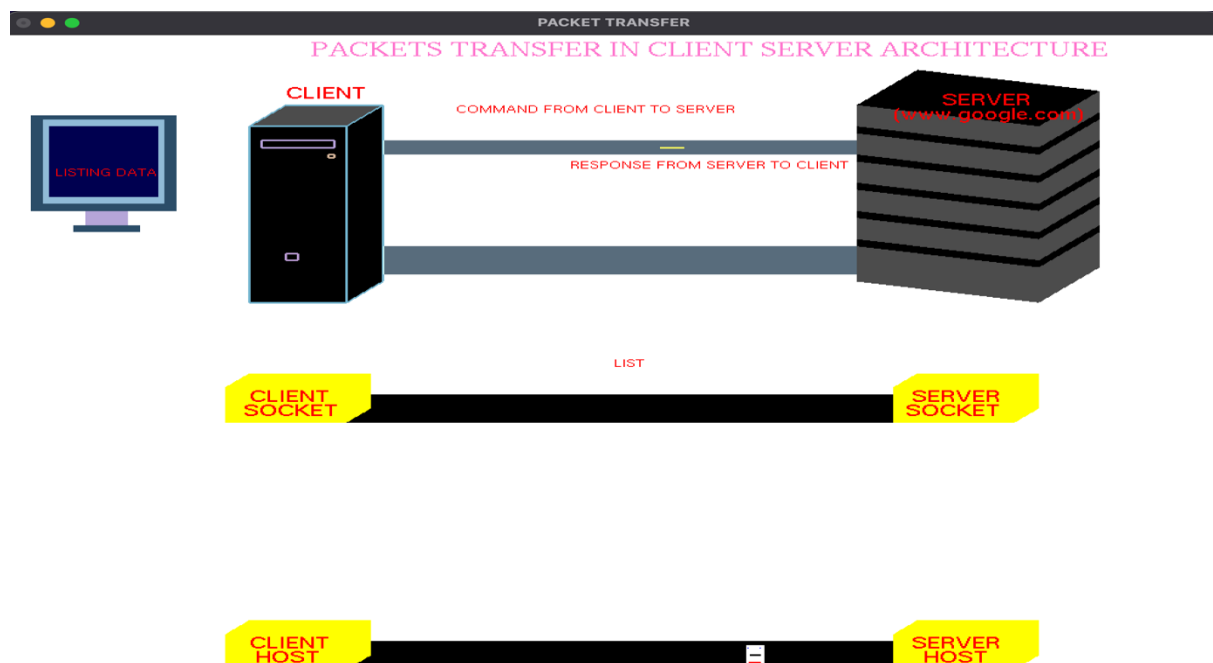 PACKET TRANSFER
PACKETS TRANSFER IN CLIENT SERVER ARCHITECTURE
CLIENT
COMMAND FROM CLIENT TO SERVER
SERVER
(www.google.com)
RESPONSE FROM SERVER TO CLIENT
LISTING DATA
LIST
CLIENT
SOCKET
SERVER
SOCKET
CLIENT
HOST
SERVER
HOST